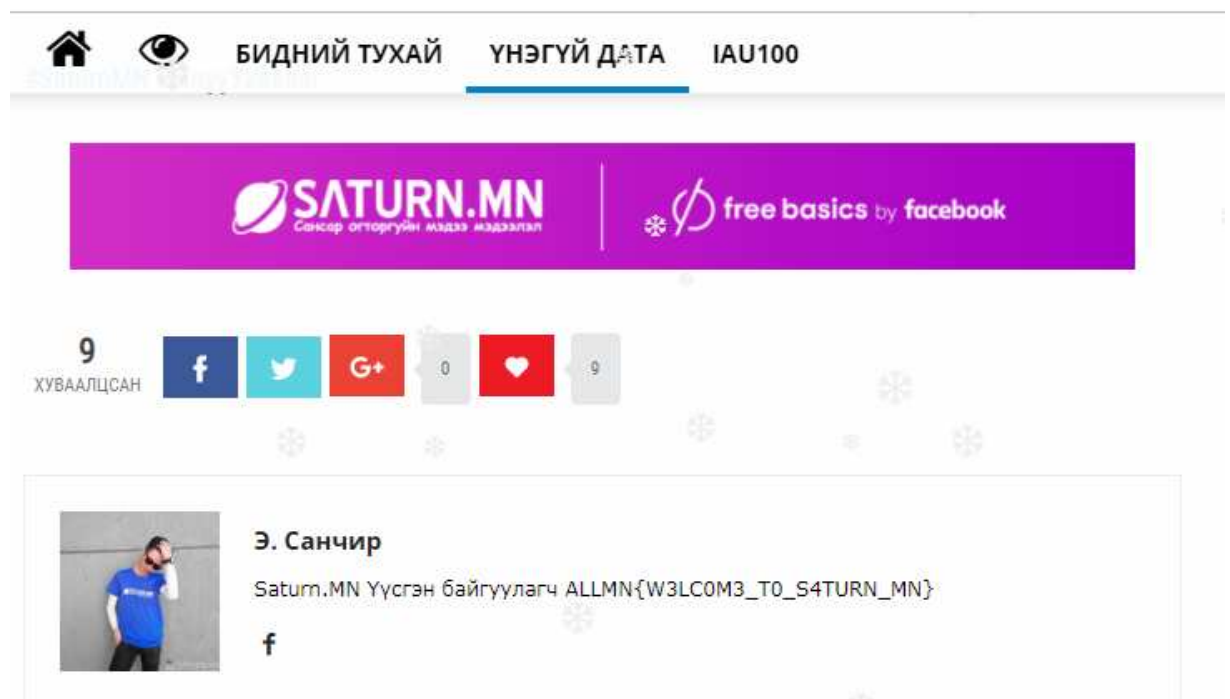 БИДНИЙ ТУХАЙ ҮНЭГҮЙ ДАТА IAU100
SATURN.MN
Сансар огторгуйн мэдээ мэдээлэл
free basics by facebook
9
ХУВААЛЦСАН
G+ 0 9
Э. Санчир
Saturn.MN Үүсгэн байгуулагч ALLMN{W3LC0M3_T0_S4TURN_MN}